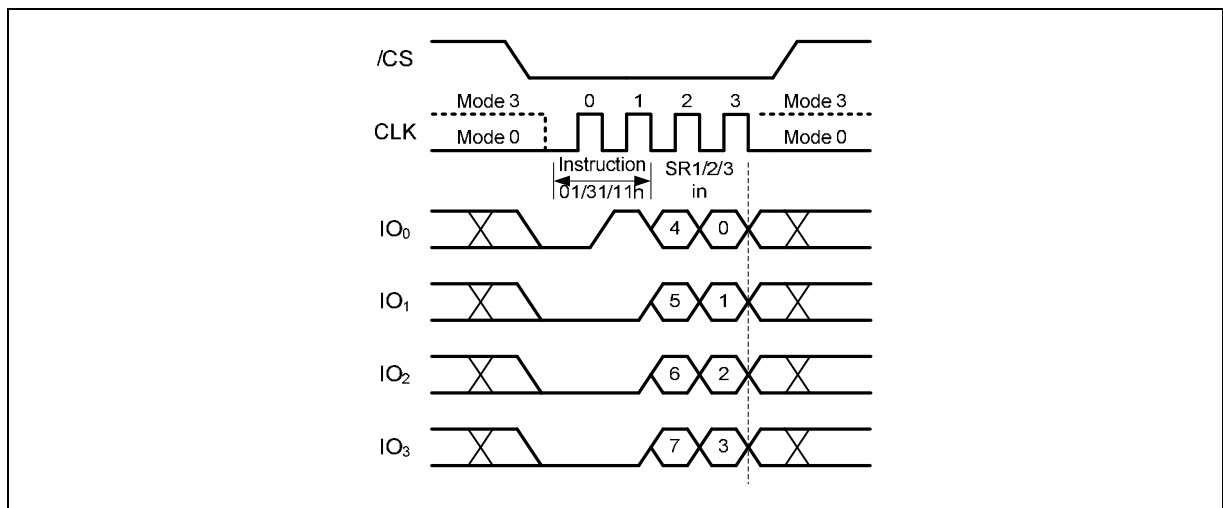 /CS
Mode 3 0 1 2 3 Mode 3
CLK Mode 0 Mode 0
Instruction SR1/2/3
01/31/11h in
IO0 4 0
IO1 5 1
IO2 6 2
IO3 7 3